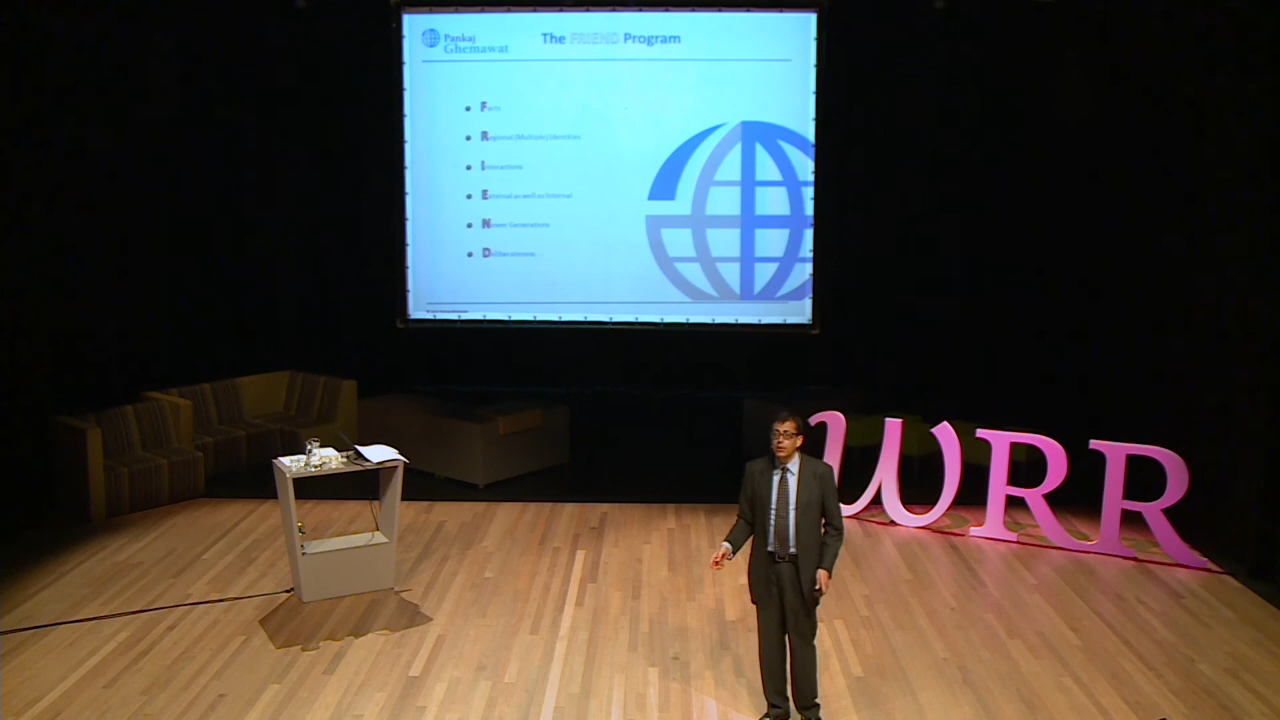 Pankaj
Ghemawat
The FRIEND Program
Facts
Regional (Multiple) Identities
Interactions
External as well as Internal
Newer Generations
Deliberateness
WRR